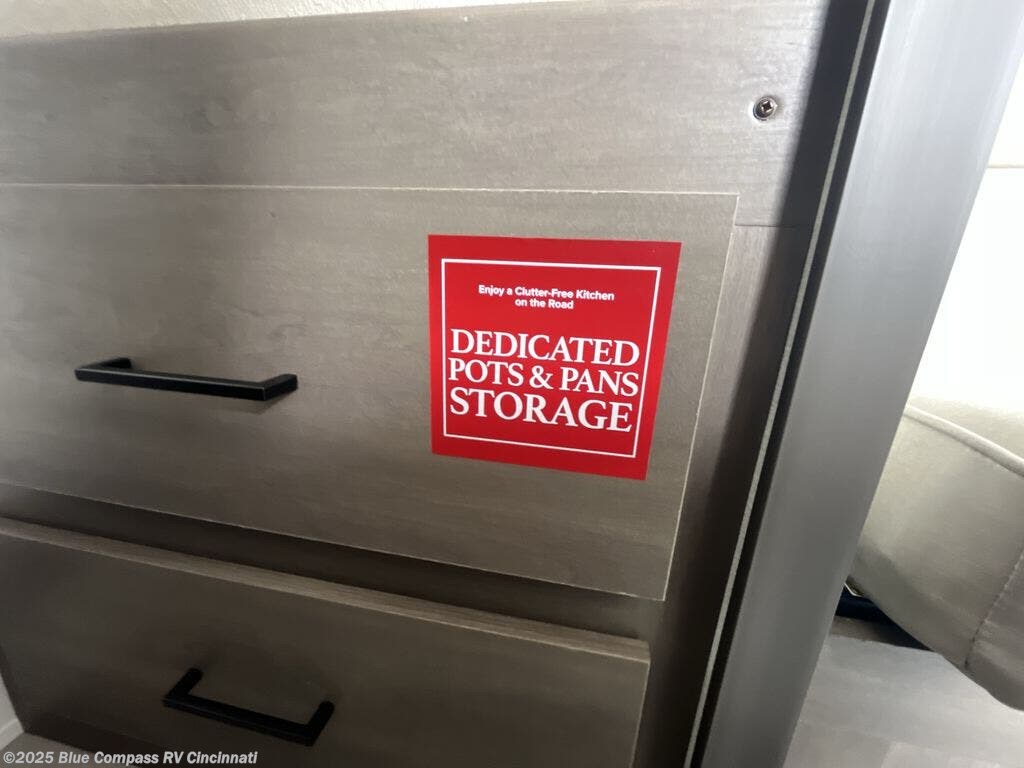 Enjoy a Clutter-Free Kitchen
on the Road
DEDICATED
POTS & PANS
STORAGE
©2025 Blue Compass RV Cincinnati